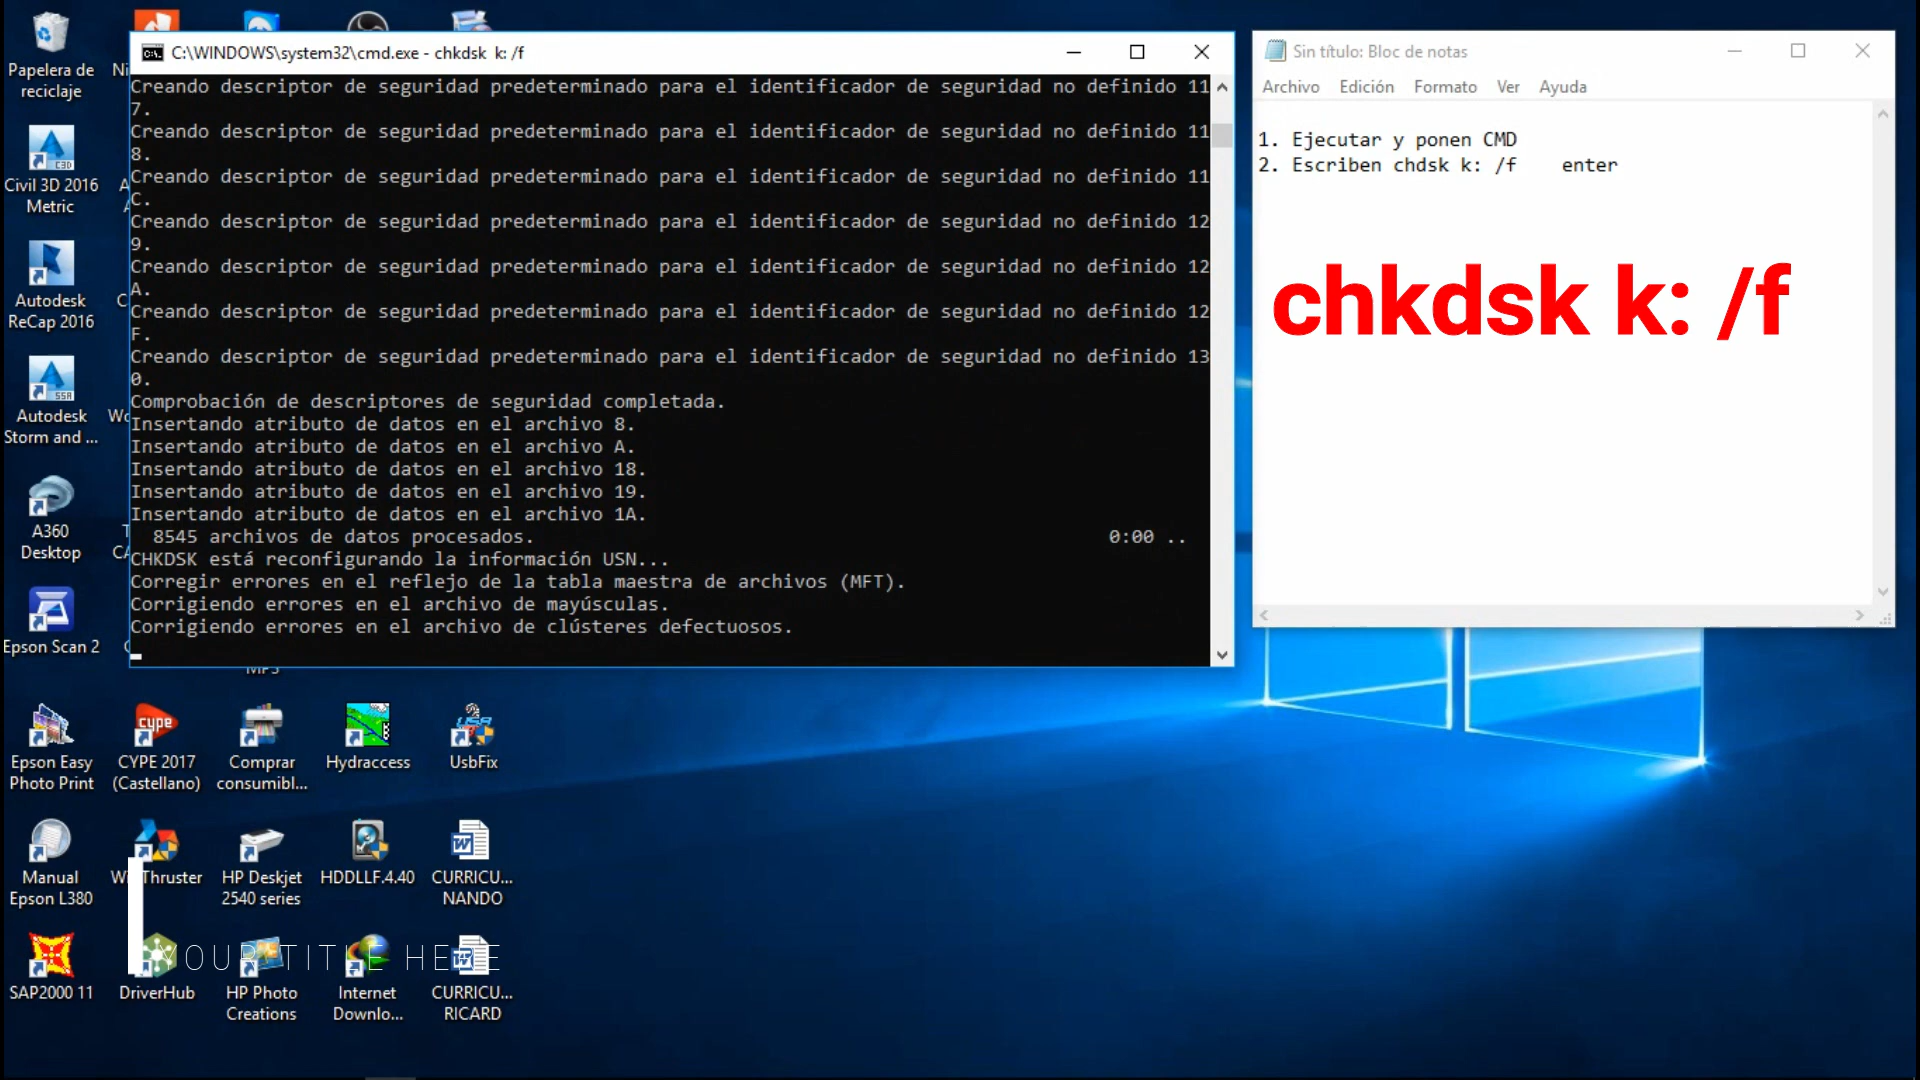 C:\WINDOWS\system32\cmd.exe - chkdsk k: /f
Creando descriptor de seguridad predeterminado para el identificador de seguridad no definido 11
7.
Creando descriptor de seguridad predeterminado para el identificador de seguridad no definido 11
8.
Creando descriptor de seguridad predeterminado para el identificador de seguridad no definido 11
C.
Creando descriptor de seguridad predeterminado para el identificador de seguridad no definido 12
9.
Creando descriptor de seguridad predeterminado para el identificador de seguridad no definido 12
A.
Creando descriptor de seguridad predeterminado para el identificador de seguridad no definido 12
F.
Creando descriptor de seguridad predeterminado para el identificador de seguridad no definido 13
0.
Comprobación de descriptores de seguridad completada.
Insertando atributo de datos en el archivo 8.
Insertando atributo de datos en el archivo A.
Insertando atributo de datos en el archivo 18.
Insertando atributo de datos en el archivo 19.
Insertando atributo de datos en el archivo 1A.
8545 archivos de datos procesados. 0:00 ..
CHKDSK está reconfigurando la información USN...
Corregir errores en el reflejo de la tabla maestra de archivos (MFT).
Corrigiendo errores en el archivo de mayúsculas.
Corrigiendo errores en el archivo de clústeres defectuosos.
Sin título: Bloc de notas
Archivo Edición Formato Ver Ayuda
1. Ejecutar y ponen CMD
2. Escriben chdsk k: /f enter
chkdsk k: /f
Papelera de
reciclaje
Civil 3D 2016
Metric
Autodesk
ReCap 2016
Autodesk
Storm and ...
A360
Desktop
Epson Scan 2
Epson Easy
Photo Print
CYPE 2017
(Castellano)
Comprar
consumibl...
Hydraccess
UsbFix
Manual
Epson L380
WinThruster
HP Deskjet
2540 series
HDDLLF.4.40
CURRICU...
NANDO
YOUR TITLE HERE
SAP2000 11
DriverHub
HP Photo
Creations
Internet
Downlo...
CURRICU...
RICARD